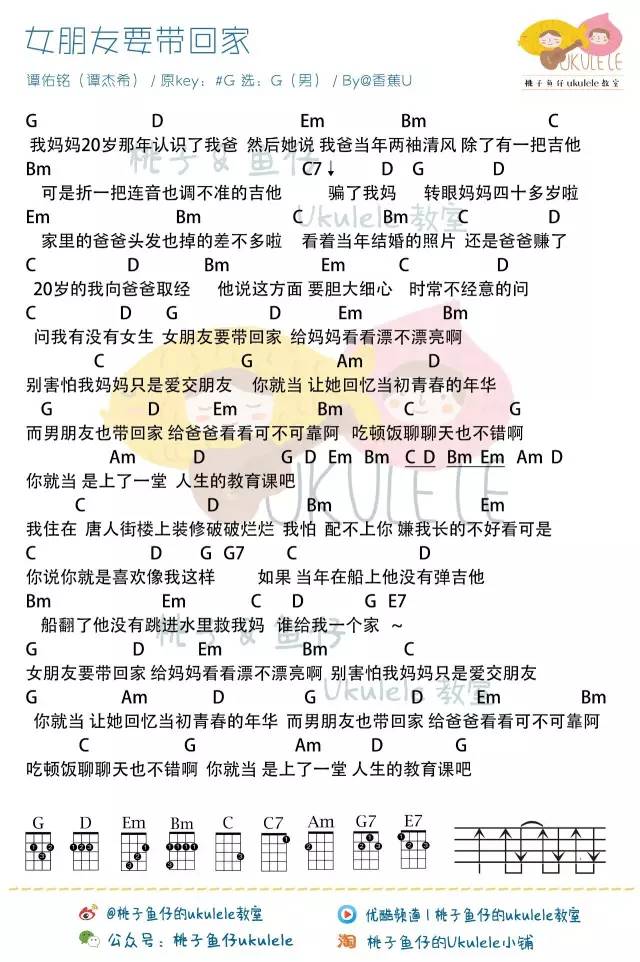 女朋友要带回家
UKULELE
桃子鱼仔ukulele教室
谭佑铭（谭杰希） / 原key：#G 选：G（男） / By@香蕉U
G D Em Bm C
我妈妈20岁那年认识了我爸 然后她说 我爸当年两袖清风 除了有一把吉他
Bm C7↓ D G D
可是折一把连音也调不准的吉他 骗了我妈 转眼妈妈四十多岁啦
Em Bm C Bm C D
家里的爸爸头发也掉的差不多啦 看着当年结婚的照片 还是爸爸赚了
C D Bm Em C D
20岁的我向爸爸取经 他说这方面 要胆大细心 时常不经意的问
C D G D Em Bm
问我有没有女生 女朋友要带回家 给妈妈看看漂不漂亮啊
C G Am D
别害怕我妈妈只是爱交朋友 你就当 让她回忆当初青春的年华
G D Em Bm C G
而男朋友也带回家 给爸爸看看可不可靠阿 吃顿饭聊聊天也不错啊
Am D G D Em Bm C D Bm Em Am D
你就当 是上了一堂 人生的教育课吧
C D Bm Em
我住在 唐人街楼上装修破破烂烂 我怕 配不上你 嫌我长的不好看可是
C D G G7 C D
你说你就是喜欢像我这样 如果 当年在船上他没有弹吉他
Bm Em C D G E7
船翻了他没有跳进水里救我妈 谁给我一个家 ~
G D Em Bm C
女朋友要带回家 给妈妈看看漂不漂亮啊 别害怕我妈妈只是爱交朋友
G Am D G D Em Bm
你就当 让她回忆当初青春的年华 而男朋友也带回家 给爸爸看看可不可靠阿
C G Am D G
吃顿饭聊聊天也不错啊 你就当 是上了一堂 人生的教育课吧
桃子&鱼仔
Ukulele 教室
UKULELE
桃子&鱼仔
Ukulele 教室
G D Em Bm C C7 Am G7 E7
@桃子鱼仔的ukulele教室 优酷频道 | 桃子鱼仔的ukulele教室
公众号：桃子鱼仔ukulele 淘 桃子鱼仔的Ukulele小铺